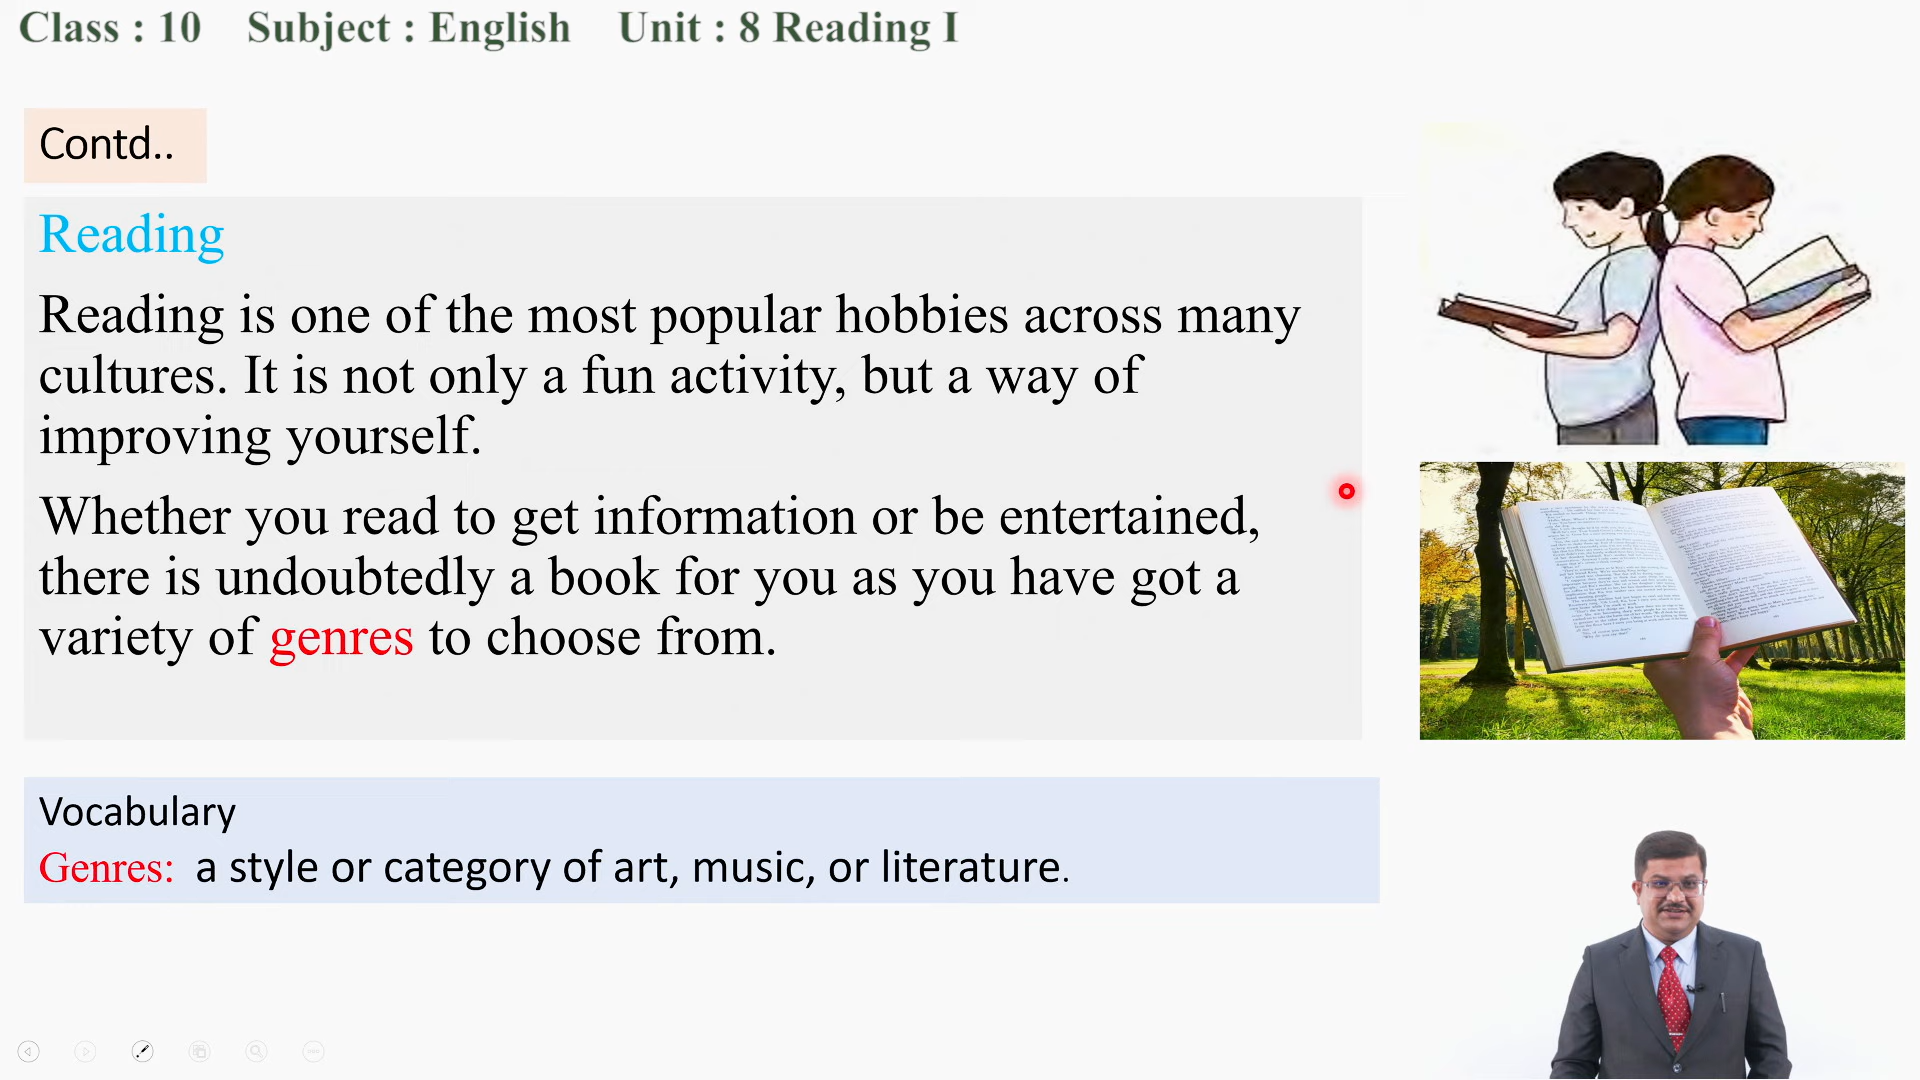 Class : 10 Subject : English Unit : 8 Reading I
Contd..
Reading
Reading is one of the most popular hobbies across many
cultures. It is not only a fun activity, but a way of
improving yourself.
Whether you read to get information or be entertained,
there is undoubtedly a book for you as you have got a
variety of genres to choose from.
Vocabulary
Genres: a style or category of art, music, or literature.